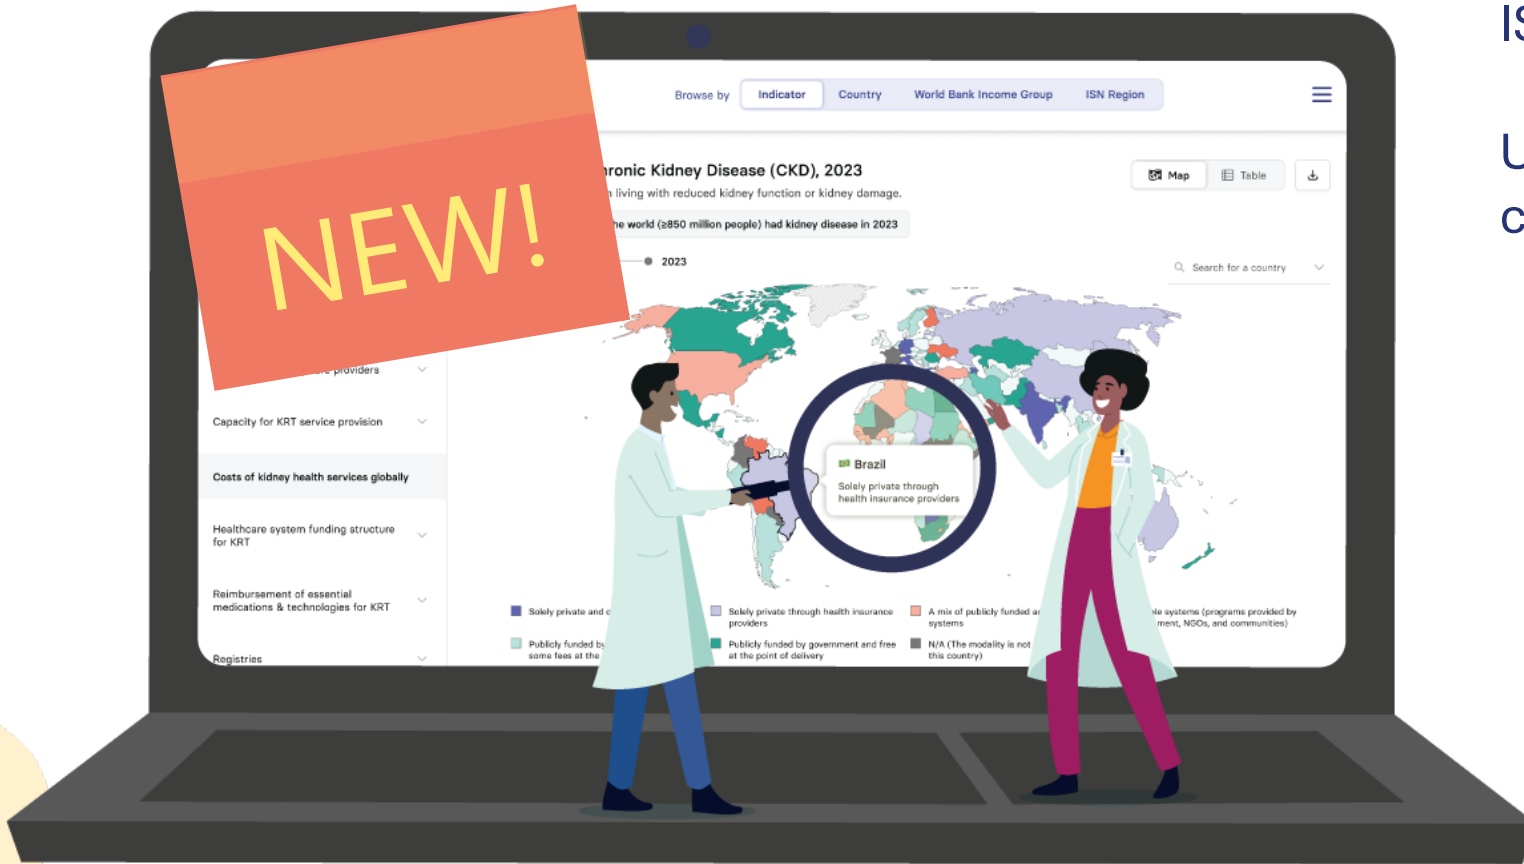 NEW!
Browse by Indicator Country World Bank Income Group ISN Region
Kidney Disease (CKD), 2023
living with reduced kidney function or kidney damage.
world (≥850 million people) had kidney disease in 2023
2023
Map Table
Search for a country
providers
Capacity for KRT service provision
Costs of kidney health services globally
Healthcare system funding structure
for KRT
Reimbursement of essential
medications & technologies for KRT
Registries
Brazil
Solely private through
health insurance providers
Solely private and
Solely private through health insurance
providers
A mix of publicly funded
systems
systems (programs provided by
NGOs, and communities)
Publicly funded by
some fees at the
Publicly funded by government and free
at the point of delivery
N/A (The modality is not
this country)